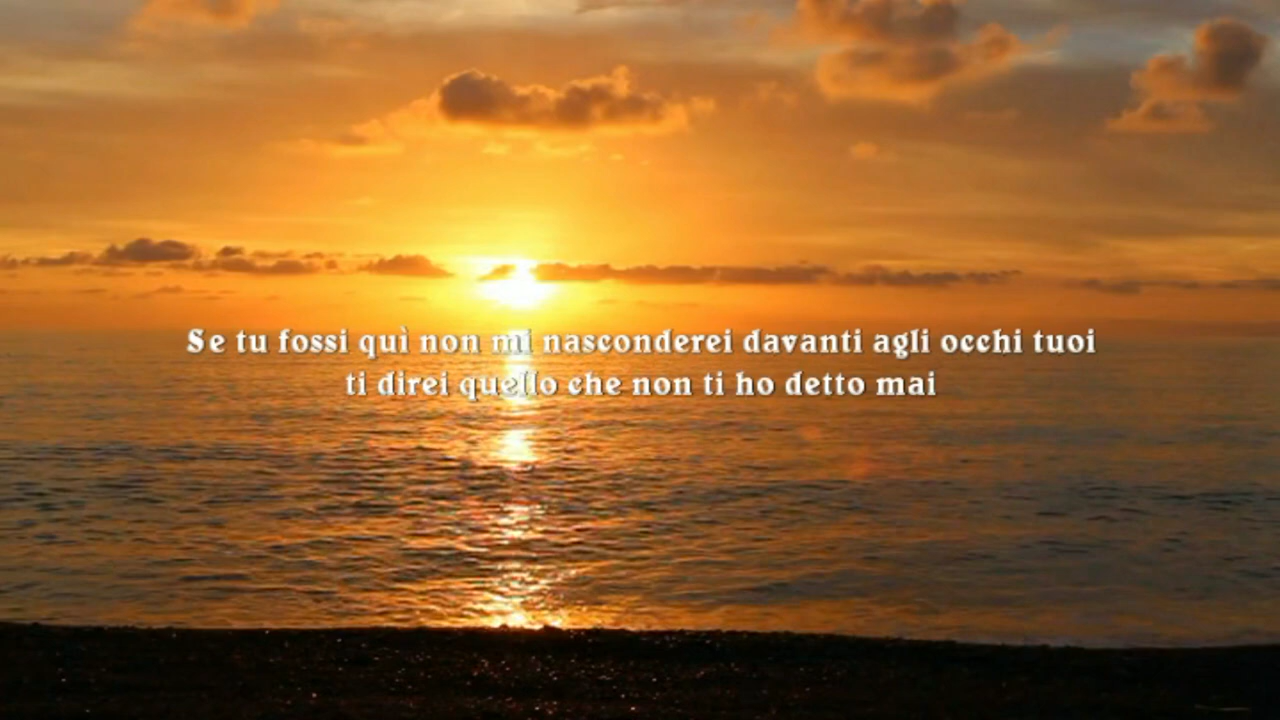 Se tu fossi quì non mi nasconderei davanti agli occhi tuoi
ti direi quello che non ti ho detto mai